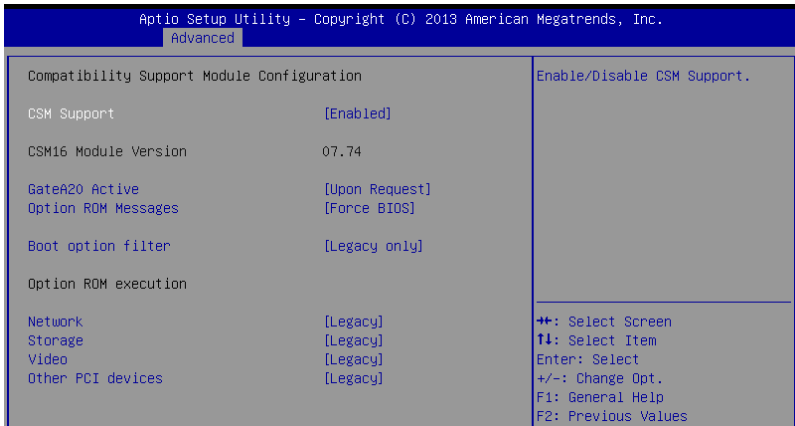 Aptio Setup Utility – Copyright (C) 2013 American Megatrends, Inc.
Advanced
Compatibility Support Module Configuration
CSM Support [Enabled]
CSM16 Module Version 07.74
GateA20 Active [Upon Request]
Option ROM Messages [Force BIOS]
Boot option filter [Legacy only]
Option ROM execution
Network [Legacy]
Storage [Legacy]
Video [Legacy]
Other PCI devices [Legacy]
Enable/Disable CSM Support.
→←: Select Screen
↑↓: Select Item
Enter: Select
+/-: Change Opt.
F1: General Help
F2: Previous Values